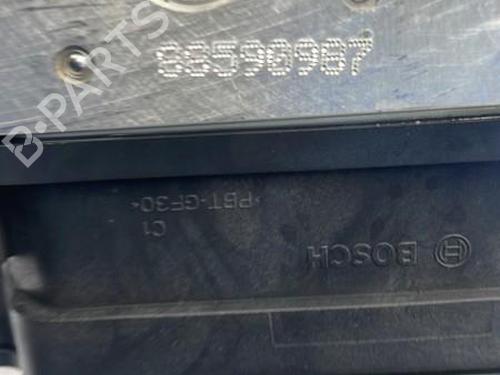 B-PARTS
88590987
BOSCH
C1
>PBT-GF30<